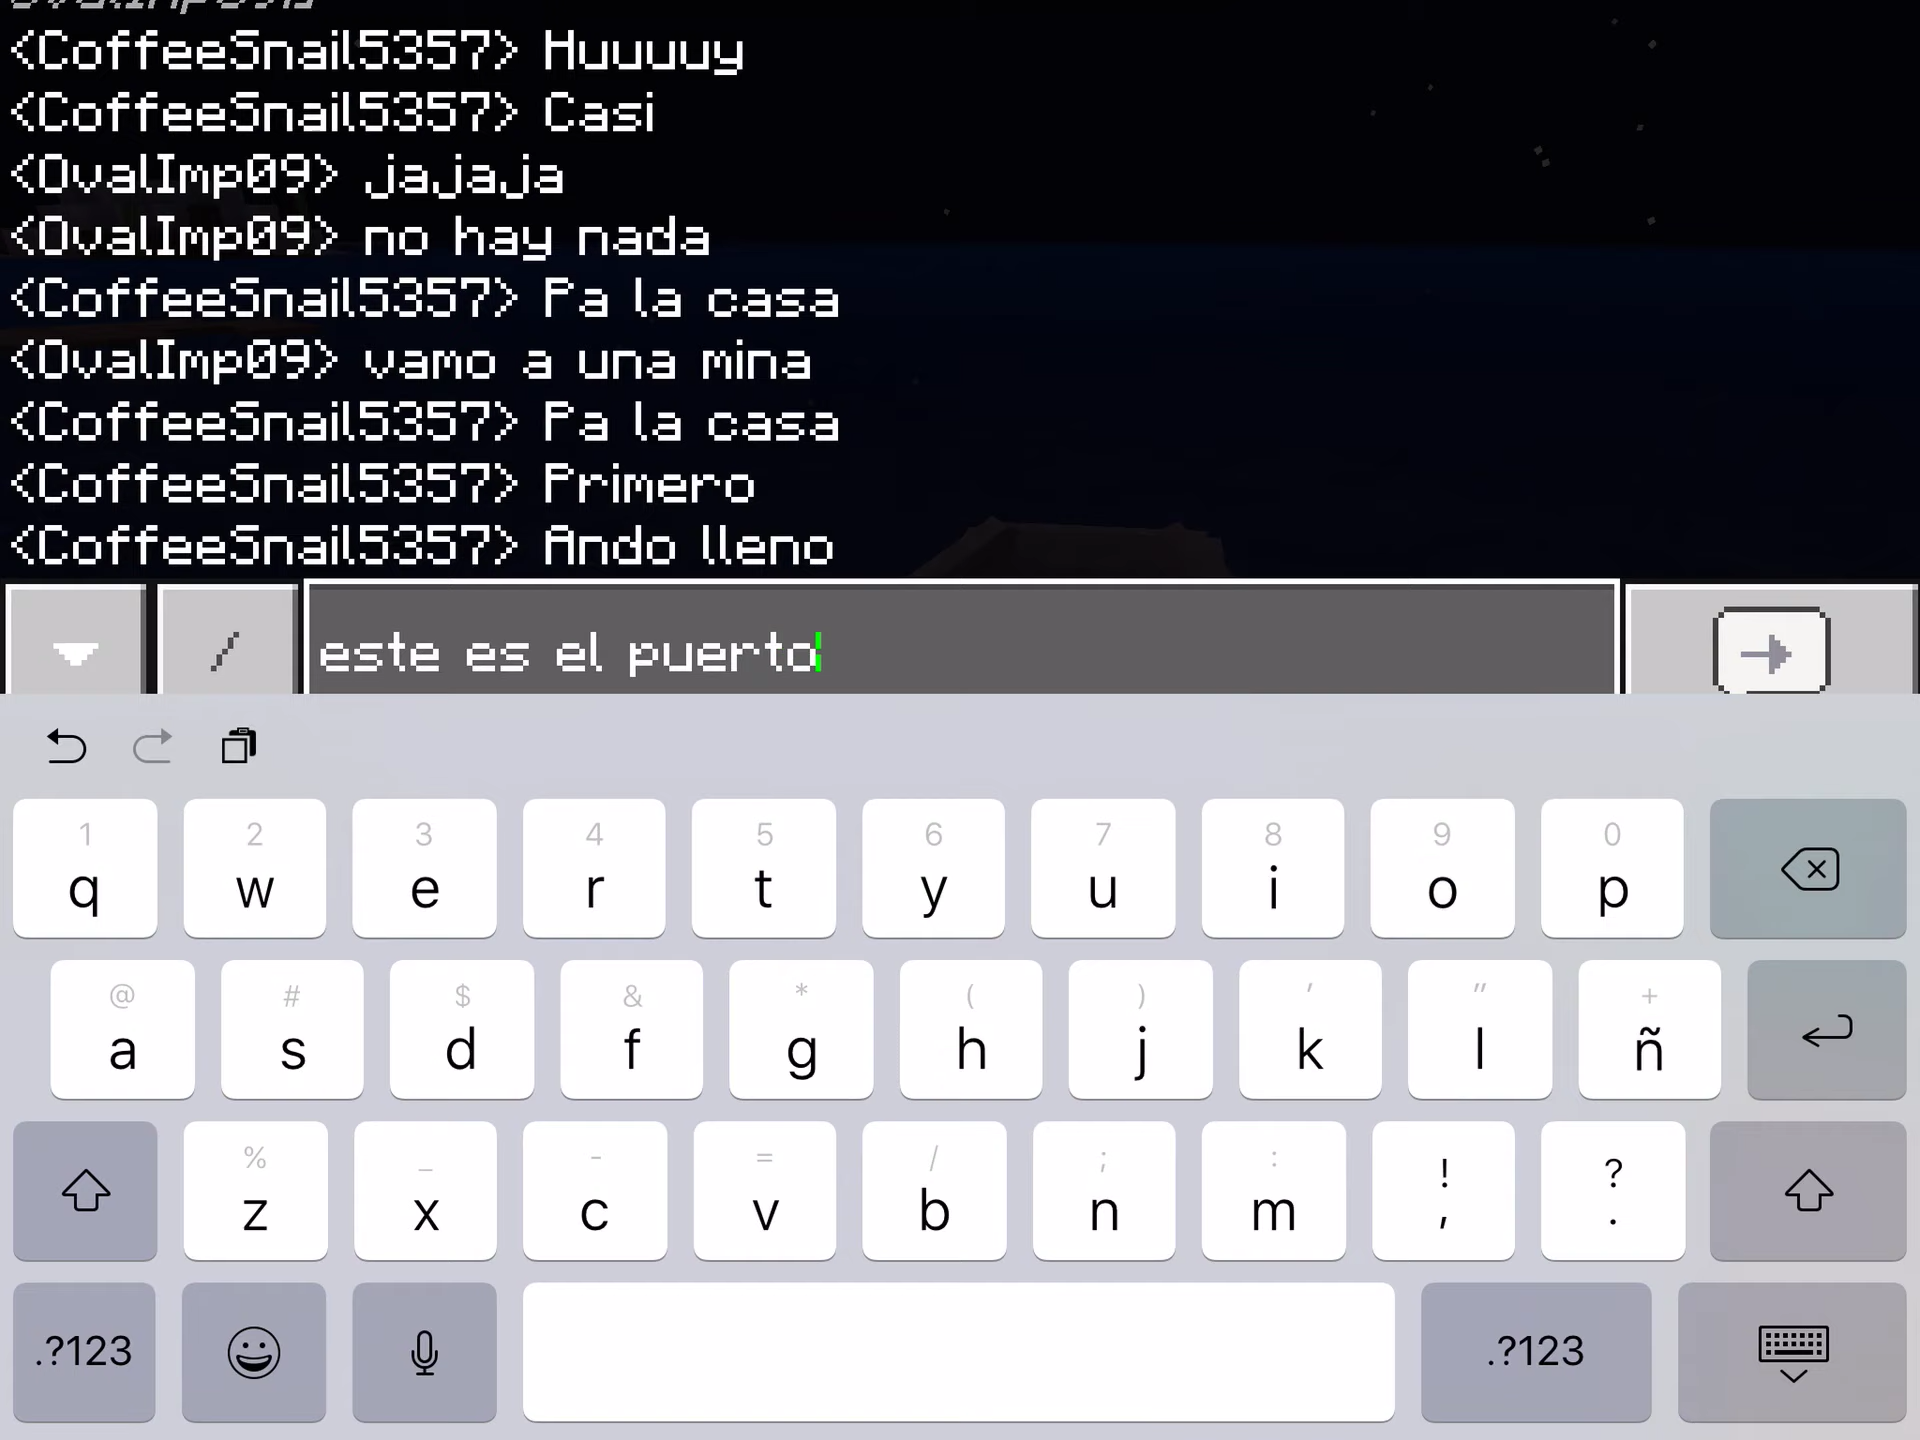 <CoffeeSnail5357> Huuuuy
<CoffeeSnail5357> Casi
<OvalImp09> jajaja
<OvalImp09> no hay nada
<CoffeeSnail5357> Pa la casa
<OvalImp09> vamo a una mina
<CoffeeSnail5357> Pa la casa
<CoffeeSnail5357> Primero
<CoffeeSnail5357> Ando lleno
/ este es el puerto
1 2 3 4 5 6 7 8 9 0
q w e r t y u i o p
@ # $ & * ( ) ' " +
a s d f g h j k l ñ
% _ - = / ; : ! ?
z x c v b n m , .
.?123 .?123